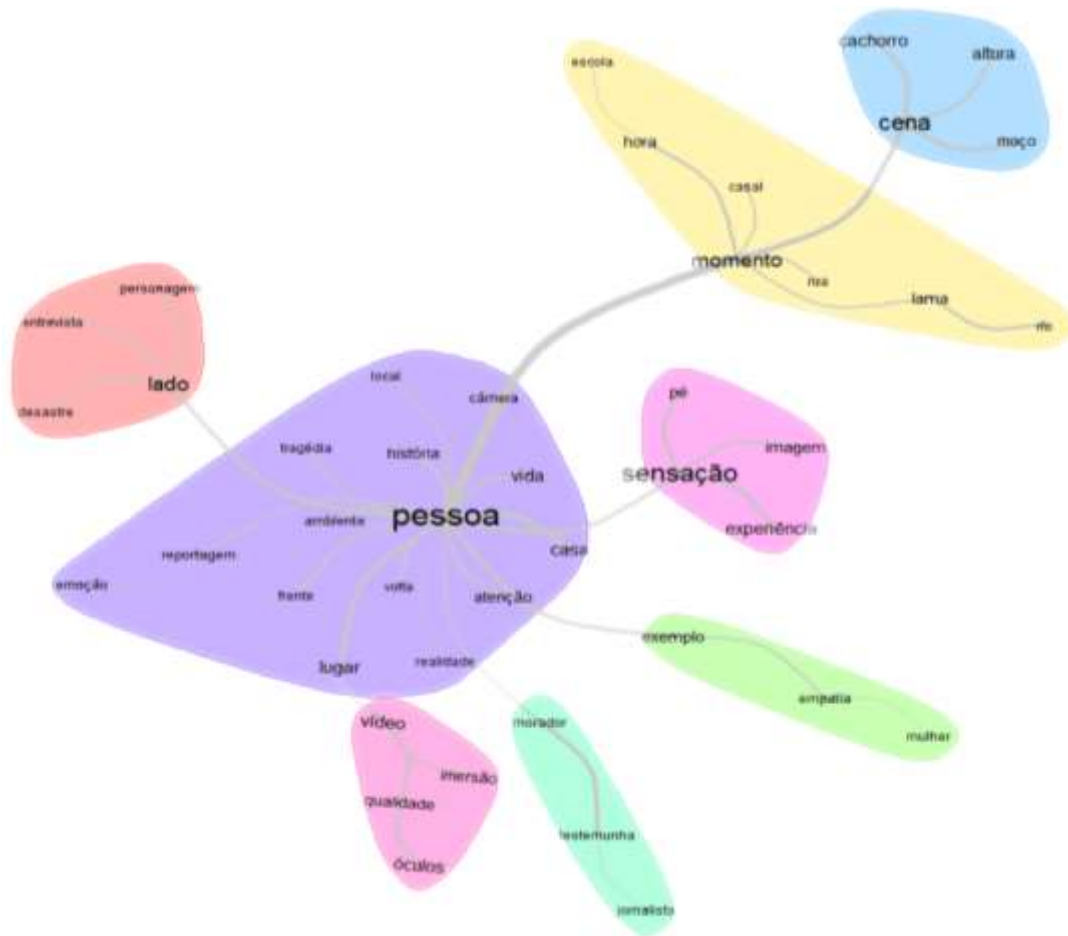 cachorro
altura
escola
cena
hora
moço
casal
momento
personagem
lama
rio
entrevista
local
lado
câmera
pé
desastre
tragédia
história
imagem
vida
sensação
pessoa
ambiente
experiência
casa
reportagem
emoção
frente
volta
atenção
exemplo
lugar
realidade
empatia
vídeo
morador
mulher
imersão
qualidade
testemunha
óculos
jornalista